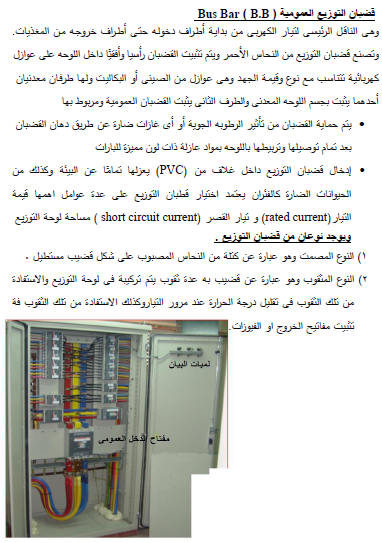 قضبان التوزيع العمومية ( Bus Bar ( B.B
وهى الناقل الرئيسى لتيار الكهربى من بداية أطراف دخوله حتى أطراف خروجه من المغذيات.
وتصنع قضبان التوزيع من النحاس الأحمر ويتم تثبيت القضبان رأسيا وأفقيًا داخل اللوحه على عوازل
كهربائية تتناسب مع نوع وقيمة الجهد وهى عوازل من الصينى أو البكاليت ولها طرفان معدنيان
أحدهما يثبت بجسم اللوحه المعدنى والطرف الثانى يثبت القضبان العمومية ومربوط بها
• يتم حماية القضبان من تأثير الرطوبه الجوية أو أى غازات ضارة عن طريق دهان القضبان
بعد تمام توصيلها وتربيطها باللوحه بمواد عازلة ذات لون مميزة للبارات
• إدخال قضبان التوزيع داخل غلاف من (PVC) يعزلها تمامًا عن البيئة وكذلك من
الحيوانات الضارة كالفئران يعتمد اختيار قطبان التوزيع على عدة عوامل اهمها قيمة
التيار(rated current) و تيار القصر (short circuit current ) مساحة لوحة التوزيع
ويوجد نوعان من قضبان التوزيع .
١) النوع المصمت وهو عبارة عن كتلة من النحاس المصبوب على شكل قضيب مستطيل .
٢) النوع المثقوب وهو عبارة عن قضيب به عدة ثقوب يتم تركيبة فى لوحة التوزيع والاستفادة
من تلك الثقوب فى تقليل درجة الحرارة عند مرور التياروكذلك الاستفادة من تلك الثقوب فة
تثبيت مفاتيح الخروج او الفيوزات.
لمبات البيان
مفتاح الدخل العمومى